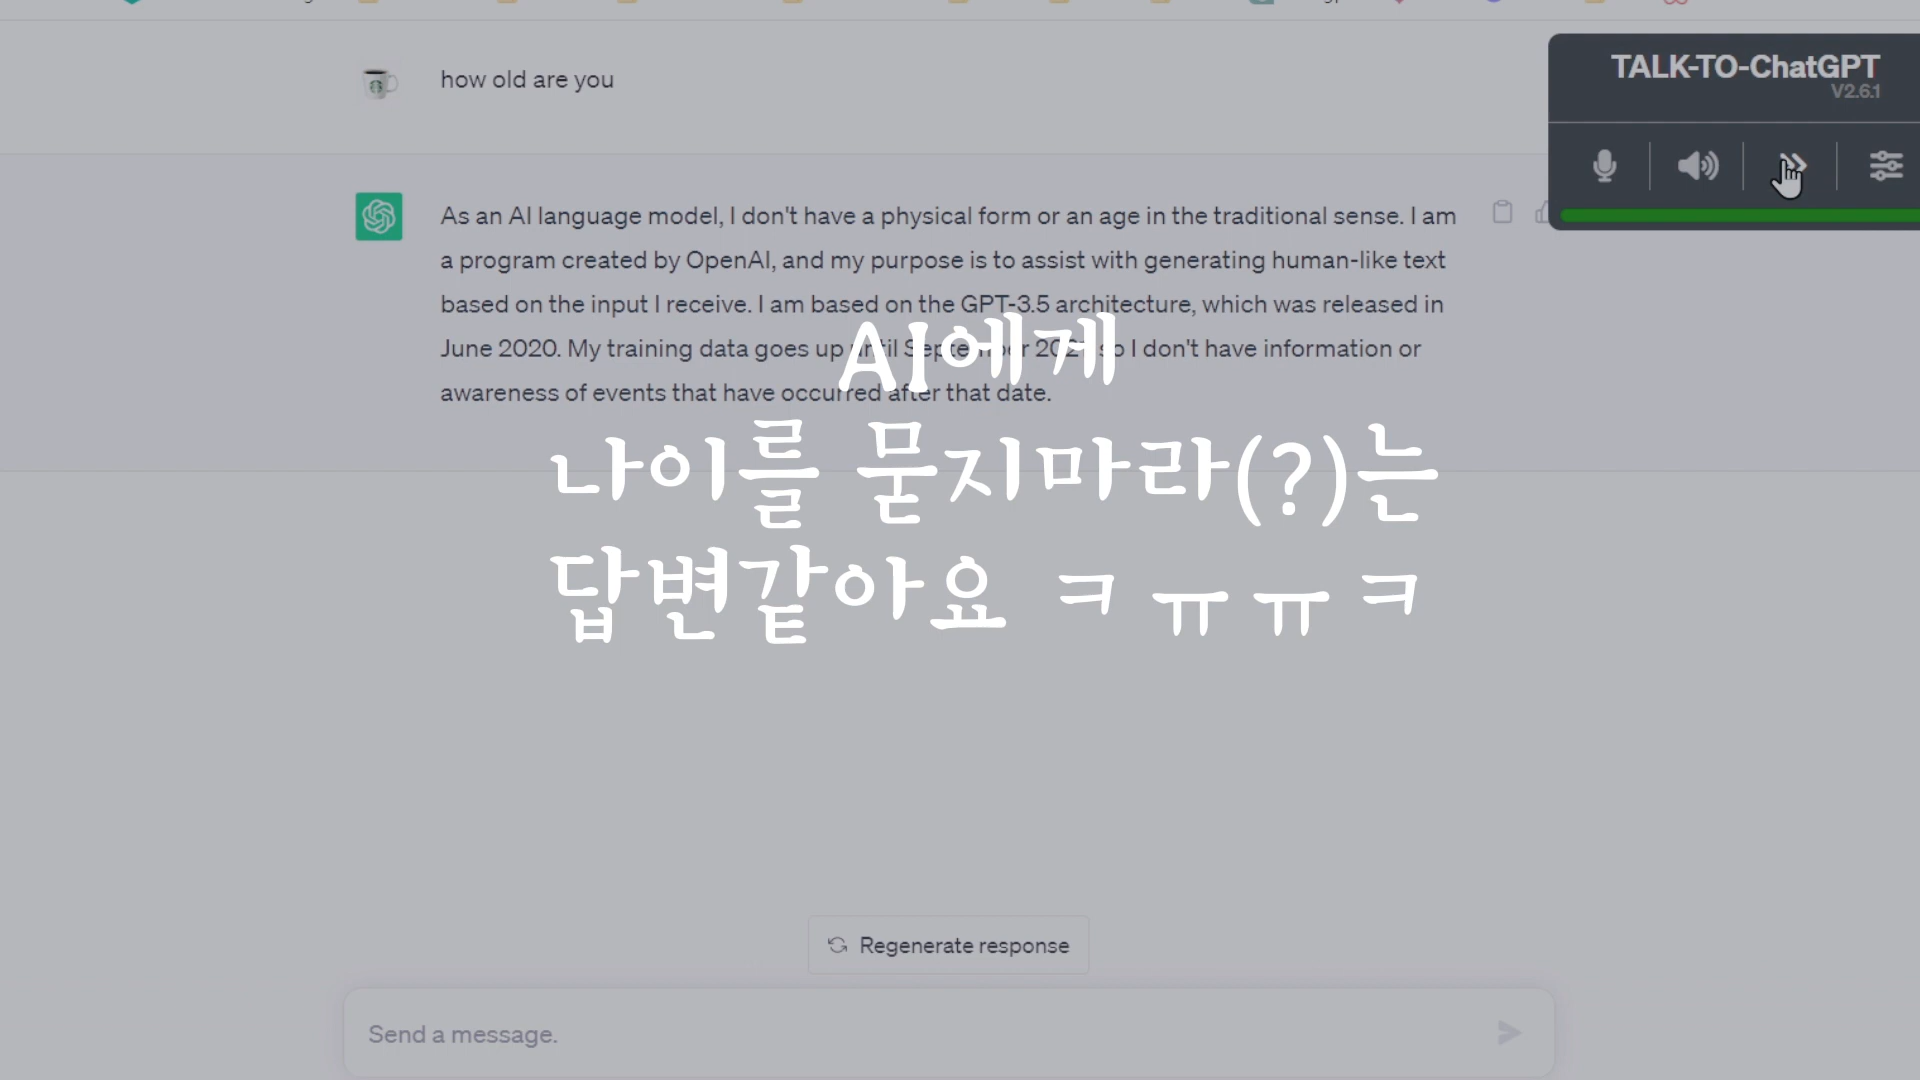 how old are you
TALK-TO-ChatGPT
V2.6.1
As an AI language model, I don't have a physical form or an age in the traditional sense. I am
a program created by OpenAI, and my purpose is to assist with generating human-like text
based on the input I receive. I am based on the GPT-3.5 architecture, which was released in
June 2020. My training data goes up until September 2021, so I don't have information or
awareness of events that have occurred after that date.
AI에게
나이를 묻지마라(?)는
답변같아요 ㅋㅠㅠㅋ
Regenerate response
Send a message.